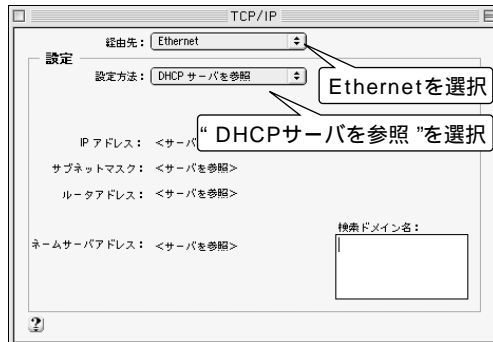 TCP/IP
経由先： Ethernet
設定
設定方法： DHCP サーバを参照
Ethernetを選択
“ DHCPサーバを参照 ”を選択
IP アドレス： <サーバ
サブネットマスク： <サーバを参照>
ルータアドレス： <サーバを参照>
検索ドメイン名：
ネームサーバアドレス： <サーバを参照>
?